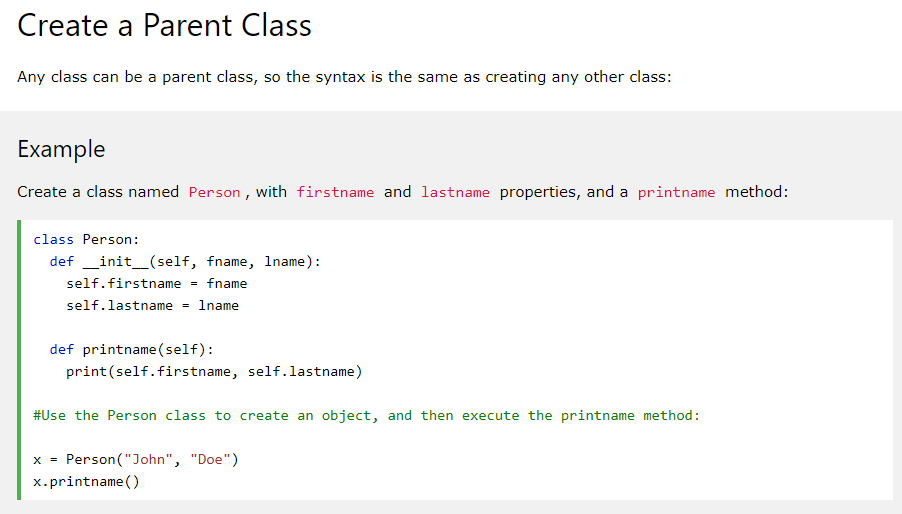 Create a Parent Class
Any class can be a parent class, so the syntax is the same as creating any other class:
Example
Create a class named Person , with firstname and lastname properties, and a printname method:
class Person:
  def __init__(self, fname, lname):
    self.firstname = fname
    self.lastname = lname

  def printname(self):
    print(self.firstname, self.lastname)

#Use the Person class to create an object, and then execute the printname method:

x = Person("John", "Doe")
x.printname()